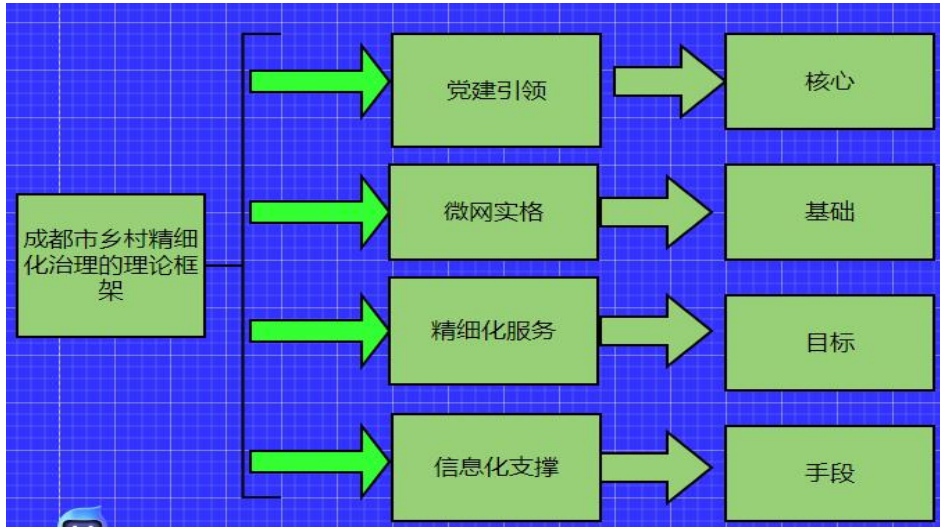 党建引领
核心
微网实格
基础
成都市乡村精细
化治理的理论框
架
精细化服务
目标
信息化支撑
手段